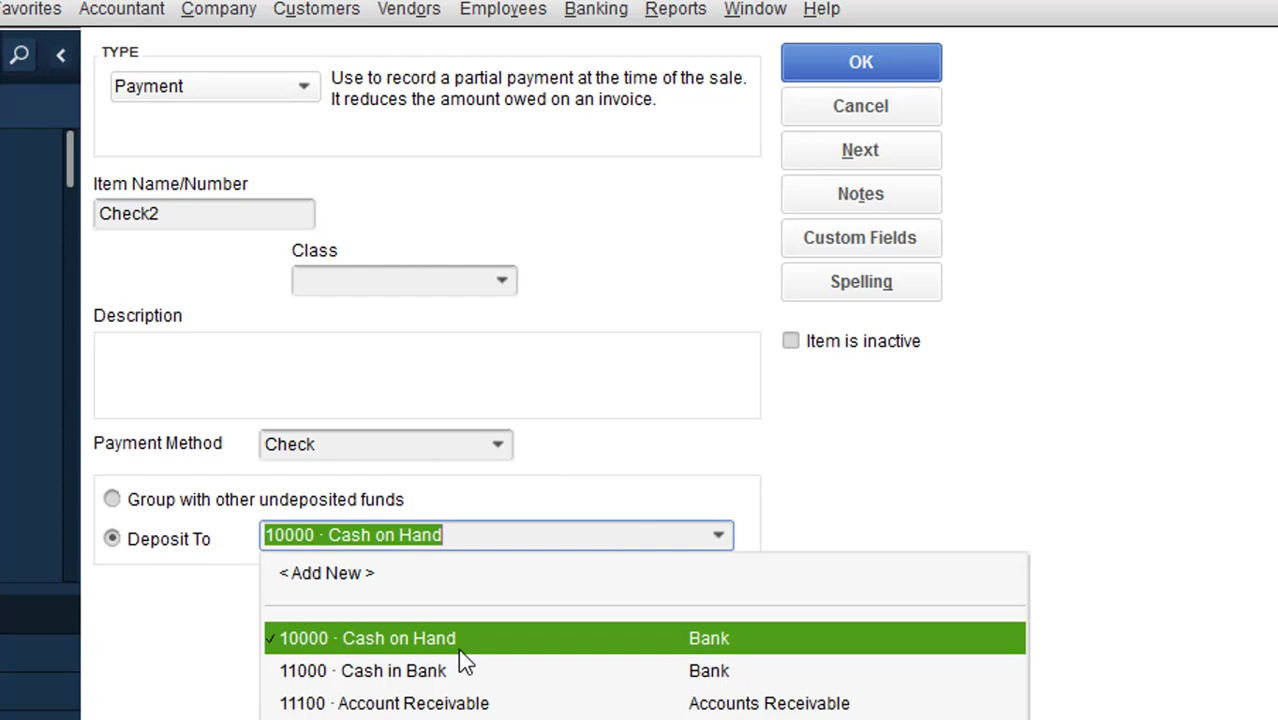 avorites Accountant Company Customers Vendors Employees Banking Reports Window Help
TYPE
Payment
Use to record a partial payment at the time of the sale.
It reduces the amount owed on an invoice.
OK
Cancel
Next
Notes
Custom Fields
Spelling
Item Name/Number
Check2
Class
Description
Item is inactive
Payment Method Check
Group with other undeposited funds
Deposit To 10000 · Cash on Hand
< Add New >
✓ 10000 · Cash on Hand Bank
11000 · Cash in Bank Bank
11100 · Account Receivable Accounts Receivable